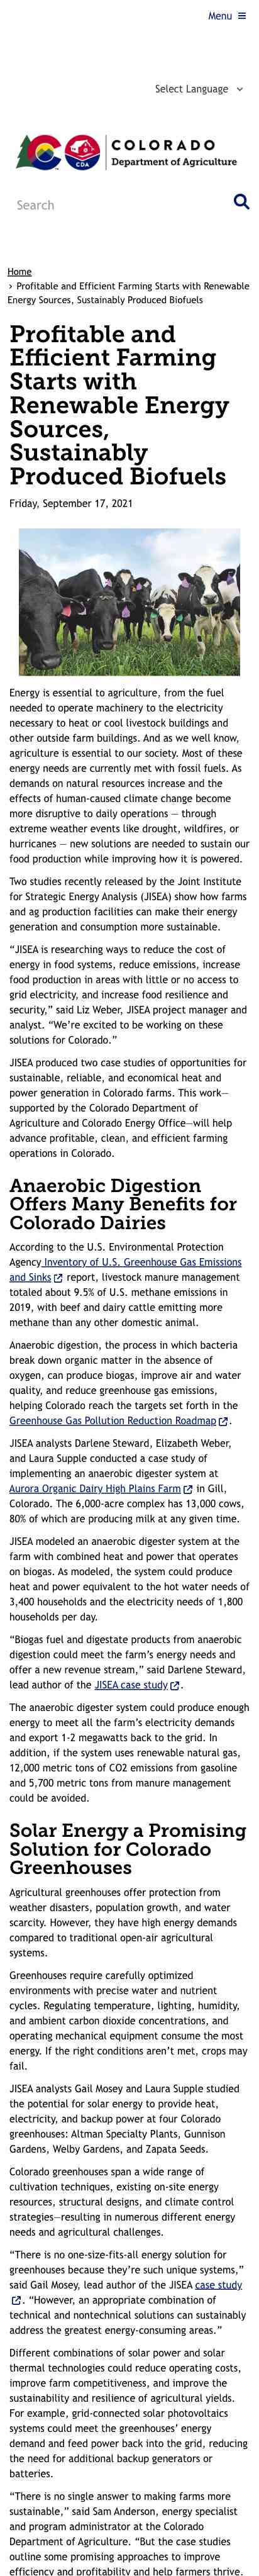 Menu
Select Language
COLORADO
Department of Agriculture
CDA
Search
Home
› Profitable and Efficient Farming Starts with Renewable
Energy Sources, Sustainably Produced Biofuels
Profitable and
Efficient Farming
Starts with
Renewable Energy
Sources,
Sustainably
Produced Biofuels
Friday, September 17, 2021
Energy is essential to agriculture, from the fuel
needed to operate machinery to the electricity
necessary to heat or cool livestock buildings and
other outside farm buildings. And as we well know,
agriculture is essential to our society. Most of these
energy needs are currently met with fossil fuels. As
demands on natural resources increase and the
effects of human-caused climate change become
more disruptive to daily operations — through
extreme weather events like drought, wildfires, or
hurricanes — new solutions are needed to sustain our
food production while improving how it is powered.
Two studies recently released by the Joint Institute
for Strategic Energy Analysis (JISEA) show how farms
and ag production facilities can make their energy
generation and consumption more sustainable.
“JISEA is researching ways to reduce the cost of
energy in food systems, reduce emissions, increase
food production in areas with little or no access to
grid electricity, and increase food resilience and
security,” said Liz Weber, JISEA project manager and
analyst. “We’re excited to be working on these
solutions for Colorado.”
JISEA produced two case studies of opportunities for
sustainable, reliable, and economical heat and
power generation in Colorado farms. This work—
supported by the Colorado Department of
Agriculture and Colorado Energy Office—will help
advance profitable, clean, and efficient farming
operations in Colorado.
Anaerobic Digestion
Offers Many Benefits for
Colorado Dairies
According to the U.S. Environmental Protection
Agency Inventory of U.S. Greenhouse Gas Emissions
and Sinks report, livestock manure management
totaled about 9.5% of U.S. methane emissions in
2019, with beef and dairy cattle emitting more
methane than any other domestic animal.
Anaerobic digestion, the process in which bacteria
break down organic matter in the absence of
oxygen, can produce biogas, improve air and water
quality, and reduce greenhouse gas emissions,
helping Colorado reach the targets set forth in the
Greenhouse Gas Pollution Reduction Roadmap.
JISEA analysts Darlene Steward, Elizabeth Weber,
and Laura Supple conducted a case study of
implementing an anaerobic digester system at
Aurora Organic Dairy High Plains Farm in Gill,
Colorado. The 6,000-acre complex has 13,000 cows,
80% of which are producing milk at any given time.
JISEA modeled an anaerobic digester system at the
farm with combined heat and power that operates
on biogas. As modeled, the system could produce
heat and power equivalent to the hot water needs of
3,400 households and the electricity needs of 1,800
households per day.
“Biogas fuel and digestate products from anaerobic
digestion could meet the farm’s energy needs and
offer a new revenue stream,” said Darlene Steward,
lead author of the JISEA case study.
The anaerobic digester system could produce enough
energy to meet all the farm’s electricity demands
and export 1-2 megawatts back to the grid. In
addition, if the system uses renewable natural gas,
12,000 metric tons of CO2 emissions from gasoline
and 5,700 metric tons from manure management
could be avoided.
Solar Energy a Promising
Solution for Colorado
Greenhouses
Agricultural greenhouses offer protection from
weather disasters, population growth, and water
scarcity. However, they have high energy demands
compared to traditional open-air agricultural
systems.
Greenhouses require carefully optimized
environments with precise water and nutrient
cycles. Regulating temperature, lighting, humidity,
and ambient carbon dioxide concentrations, and
operating mechanical equipment consume the most
energy. If the right conditions aren’t met, crops may
fail.
JISEA analysts Gail Mosey and Laura Supple studied
the potential for solar energy to provide heat,
electricity, and backup power at four Colorado
greenhouses: Altman Specialty Plants, Gunnison
Gardens, Welby Gardens, and Zapata Seeds.
Colorado greenhouses span a wide range of
cultivation techniques, existing on-site energy
resources, structural designs, and climate control
strategies—resulting in numerous different energy
needs and agricultural challenges.
“There is no one-size-fits-all energy solution for
greenhouses because they’re such unique systems,”
said Gail Mosey, lead author of the JISEA case study
. “However, an appropriate combination of
technical and nontechnical solutions can sustainably
address the greatest energy-consuming areas.”
Different combinations of solar power and solar
thermal technologies could reduce operating costs,
improve farm competitiveness, and improve the
sustainability and resilience of agricultural yields.
For example, grid-connected solar photovoltaics
systems could meet the greenhouses’ energy
demand and feed power back into the grid, reducing
the need for additional backup generators or
batteries.
“There is no single answer to making farms more
sustainable,” said Sam Anderson, energy specialist
and program administrator at the Colorado
Department of Agriculture. “But the case studies
outline some promising approaches to improve
efficiency and profitability and help farmers thrive.